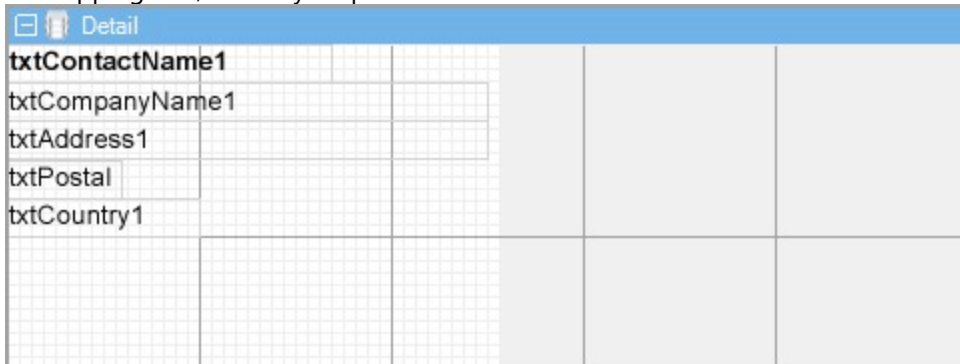 Detail
txtContactName1
txtCompanyName1
txtAddress1
txtPostal
txtCountry1